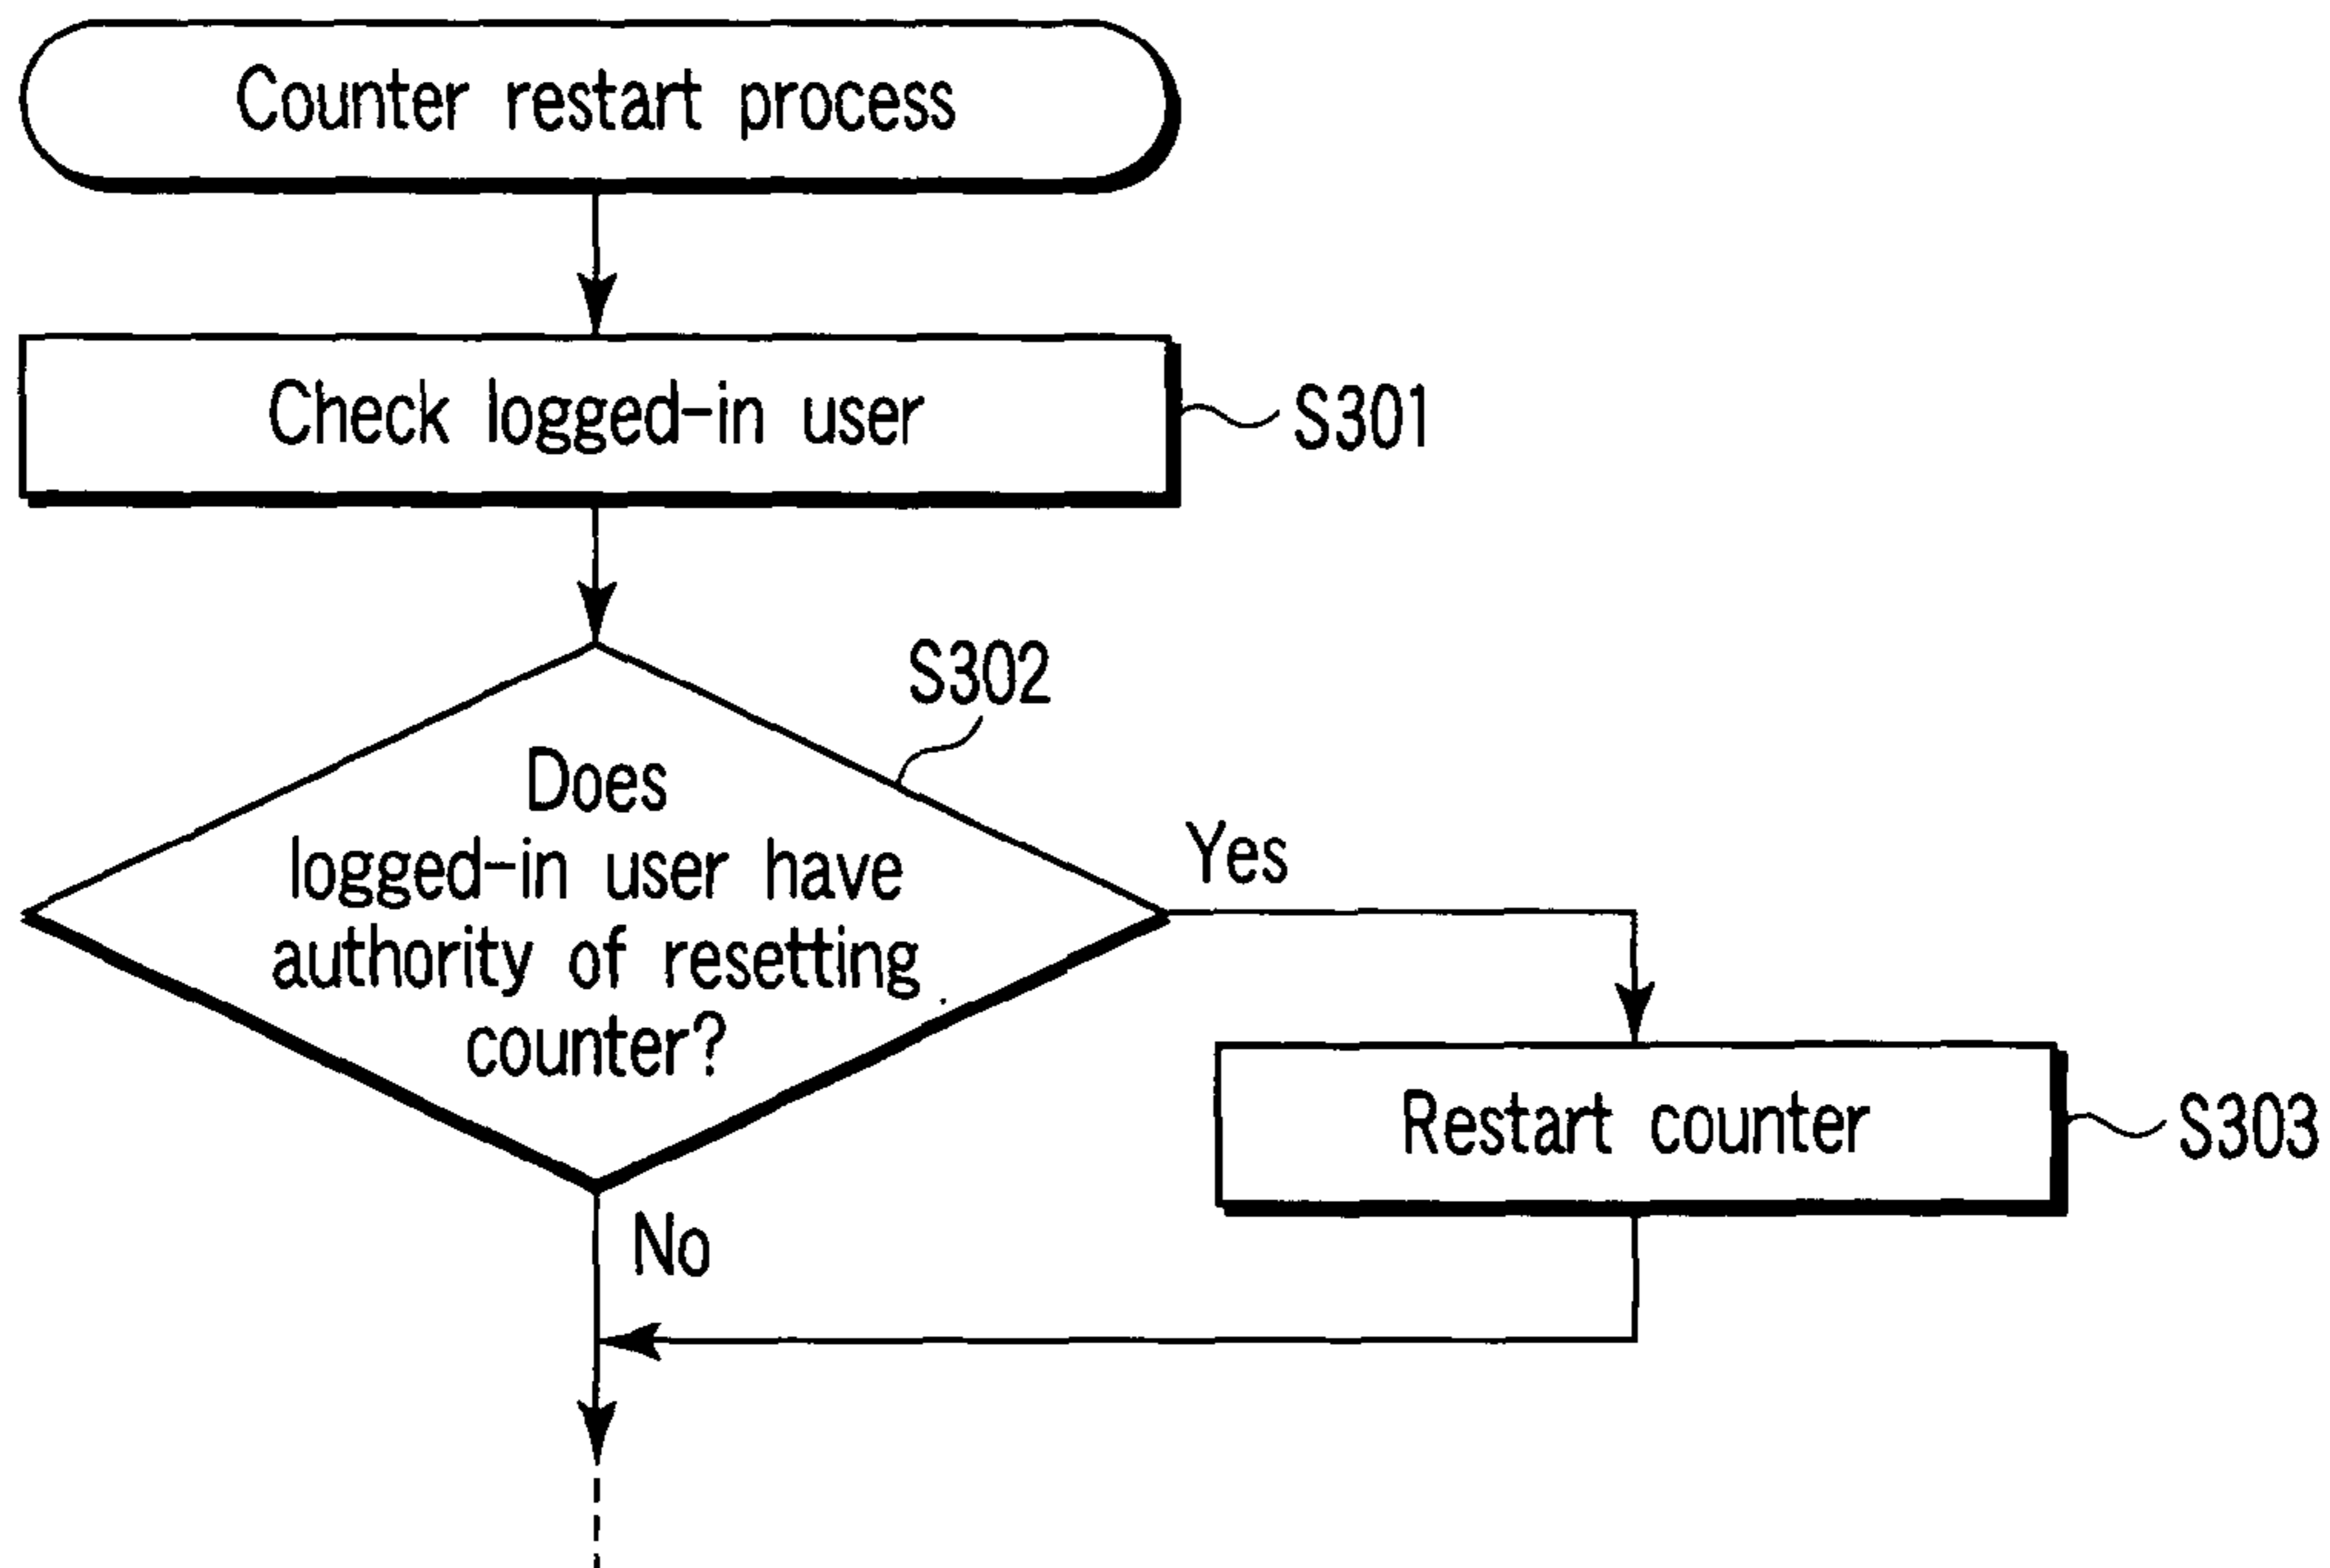 Counter restart process
Check logged-in user
S301
S302
Does
logged-in user have
authority of resetting
counter?
Yes
Restart counter
S303
No